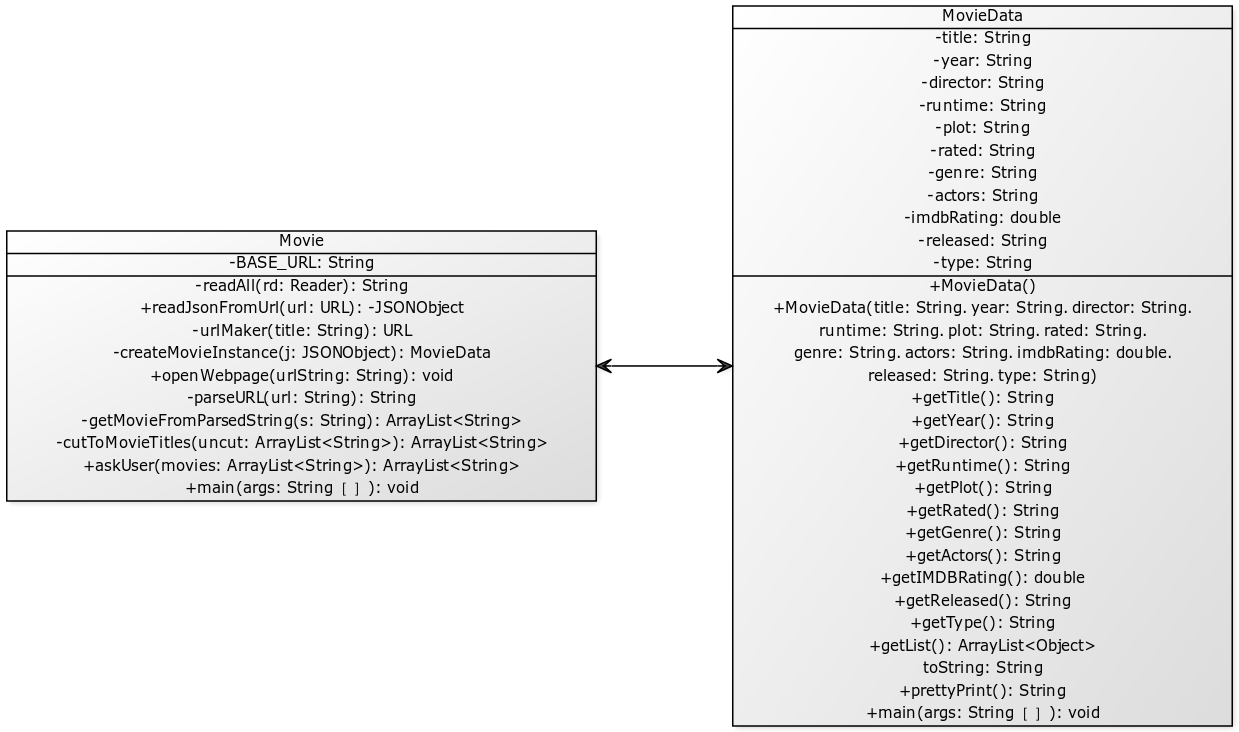 Movie
-BASE_URL: String
-readAll(rd: Reader): String
+readJsonFromUrl(url: URL): -JSONObject
-urlMaker(title: String): URL
-createMovieInstance(j: JSONObject): MovieData
+openWebpage(urlString: String): void
-parseURL(url: String): String
-getMovieFromParsedString(s: String): ArrayList<String>
-cutToMovieTitles(uncut: ArrayList<String>): ArrayList<String>
+askUser(movies: ArrayList<String>): ArrayList<String>
+main(args: String [ ] ): void
MovieData
-title: String
-year: String
-director: String
-runtime: String
-plot: String
-rated: String
-genre: String
-actors: String
-imdbRating: double
-released: String
-type: String
+MovieData()
+MovieData(title: String. year: String. director: String.
runtime: String. plot: String. rated: String.
genre: String. actors: String. imdbRating: double.
released: String. type: String)
+getTitle(): String
+getYear(): String
+getDirector(): String
+getRuntime(): String
+getPlot(): String
+getRated(): String
+getGenre(): String
+getActors(): String
+getIMDBRating(): double
+getReleased(): String
+getType(): String
+getList(): ArrayList<Object>
toString: String
+prettyPrint(): String
+main(args: String [ ] ): void